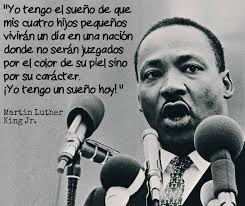 "Yo tengo el sueño de que
mis cuatro hijos pequeños
vivirán un día en una nación
donde no serán juzgados
por el color de su piel sino
por su carácter.
¡Yo tengo un sueño hoy!"
Martin Luther
King Jr.